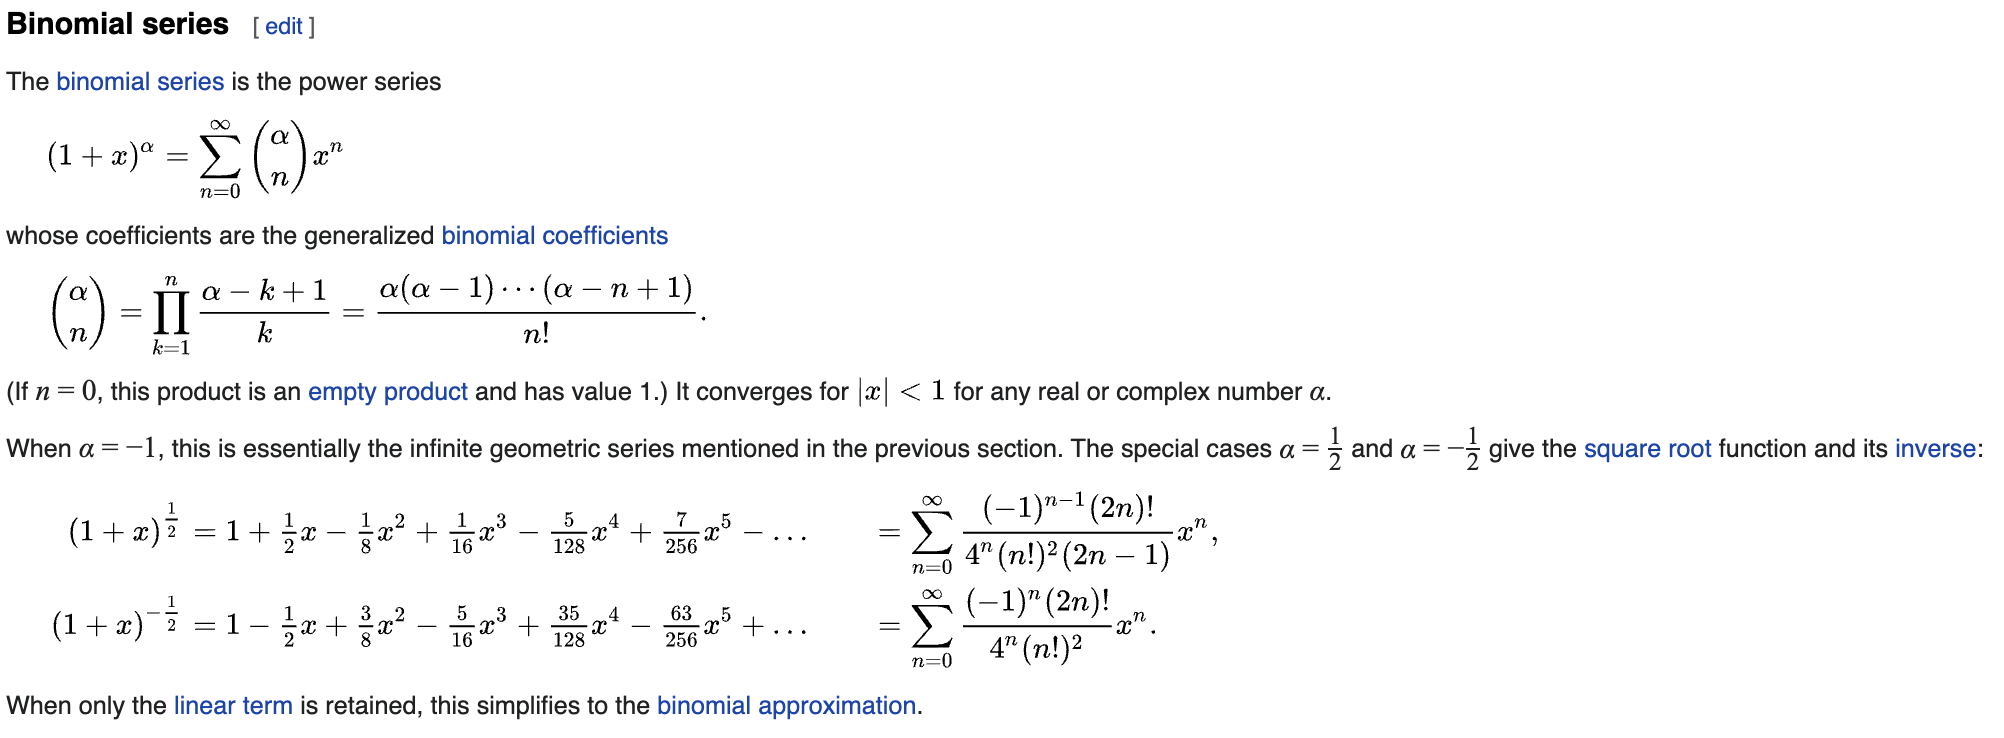 Binomial series [ edit ]
The binomial series is the power series
$(1 + x)^\alpha = \sum_{n=0}^{\infty} \binom{\alpha}{n} x^n$
whose coefficients are the generalized binomial coefficients
$\binom{\alpha}{n} = \prod_{k=1}^{n} \frac{\alpha - k + 1}{k} = \frac{\alpha(\alpha - 1) \cdots (\alpha - n + 1)}{n!}.$
(If n = 0, this product is an empty product and has value 1.) It converges for $|x| < 1$ for any real or complex number α.
When α = −1, this is essentially the infinite geometric series mentioned in the previous section. The special cases α = $\frac{1}{2}$ and α = $-\frac{1}{2}$ give the square root function and its inverse:
$(1 + x)^{\frac{1}{2}} = 1 + \frac{1}{2}x - \frac{1}{8}x^2 + \frac{1}{16}x^3 - \frac{5}{128}x^4 + \frac{7}{256}x^5 - \ldots = \sum_{n=0}^{\infty} \frac{(-1)^{n-1}(2n)!}{4^n(n!)^2(2n-1)} x^n,$
$(1 + x)^{-\frac{1}{2}} = 1 - \frac{1}{2}x + \frac{3}{8}x^2 - \frac{5}{16}x^3 + \frac{35}{128}x^4 - \frac{63}{256}x^5 + \ldots = \sum_{n=0}^{\infty} \frac{(-1)^n(2n)!}{4^n(n!)^2} x^n.$
When only the linear term is retained, this simplifies to the binomial approximation.